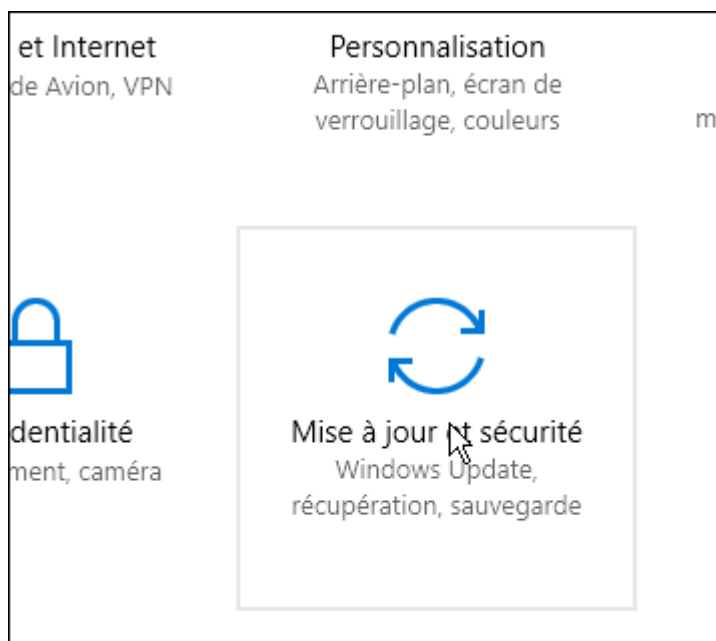 et Internet
de Avion, VPN
Personnalisation
Arrière-plan, écran de
verrouillage, couleurs
m
dentialité
ment, caméra
Mise à jour et sécurité
Windows Update,
récupération, sauvegarde